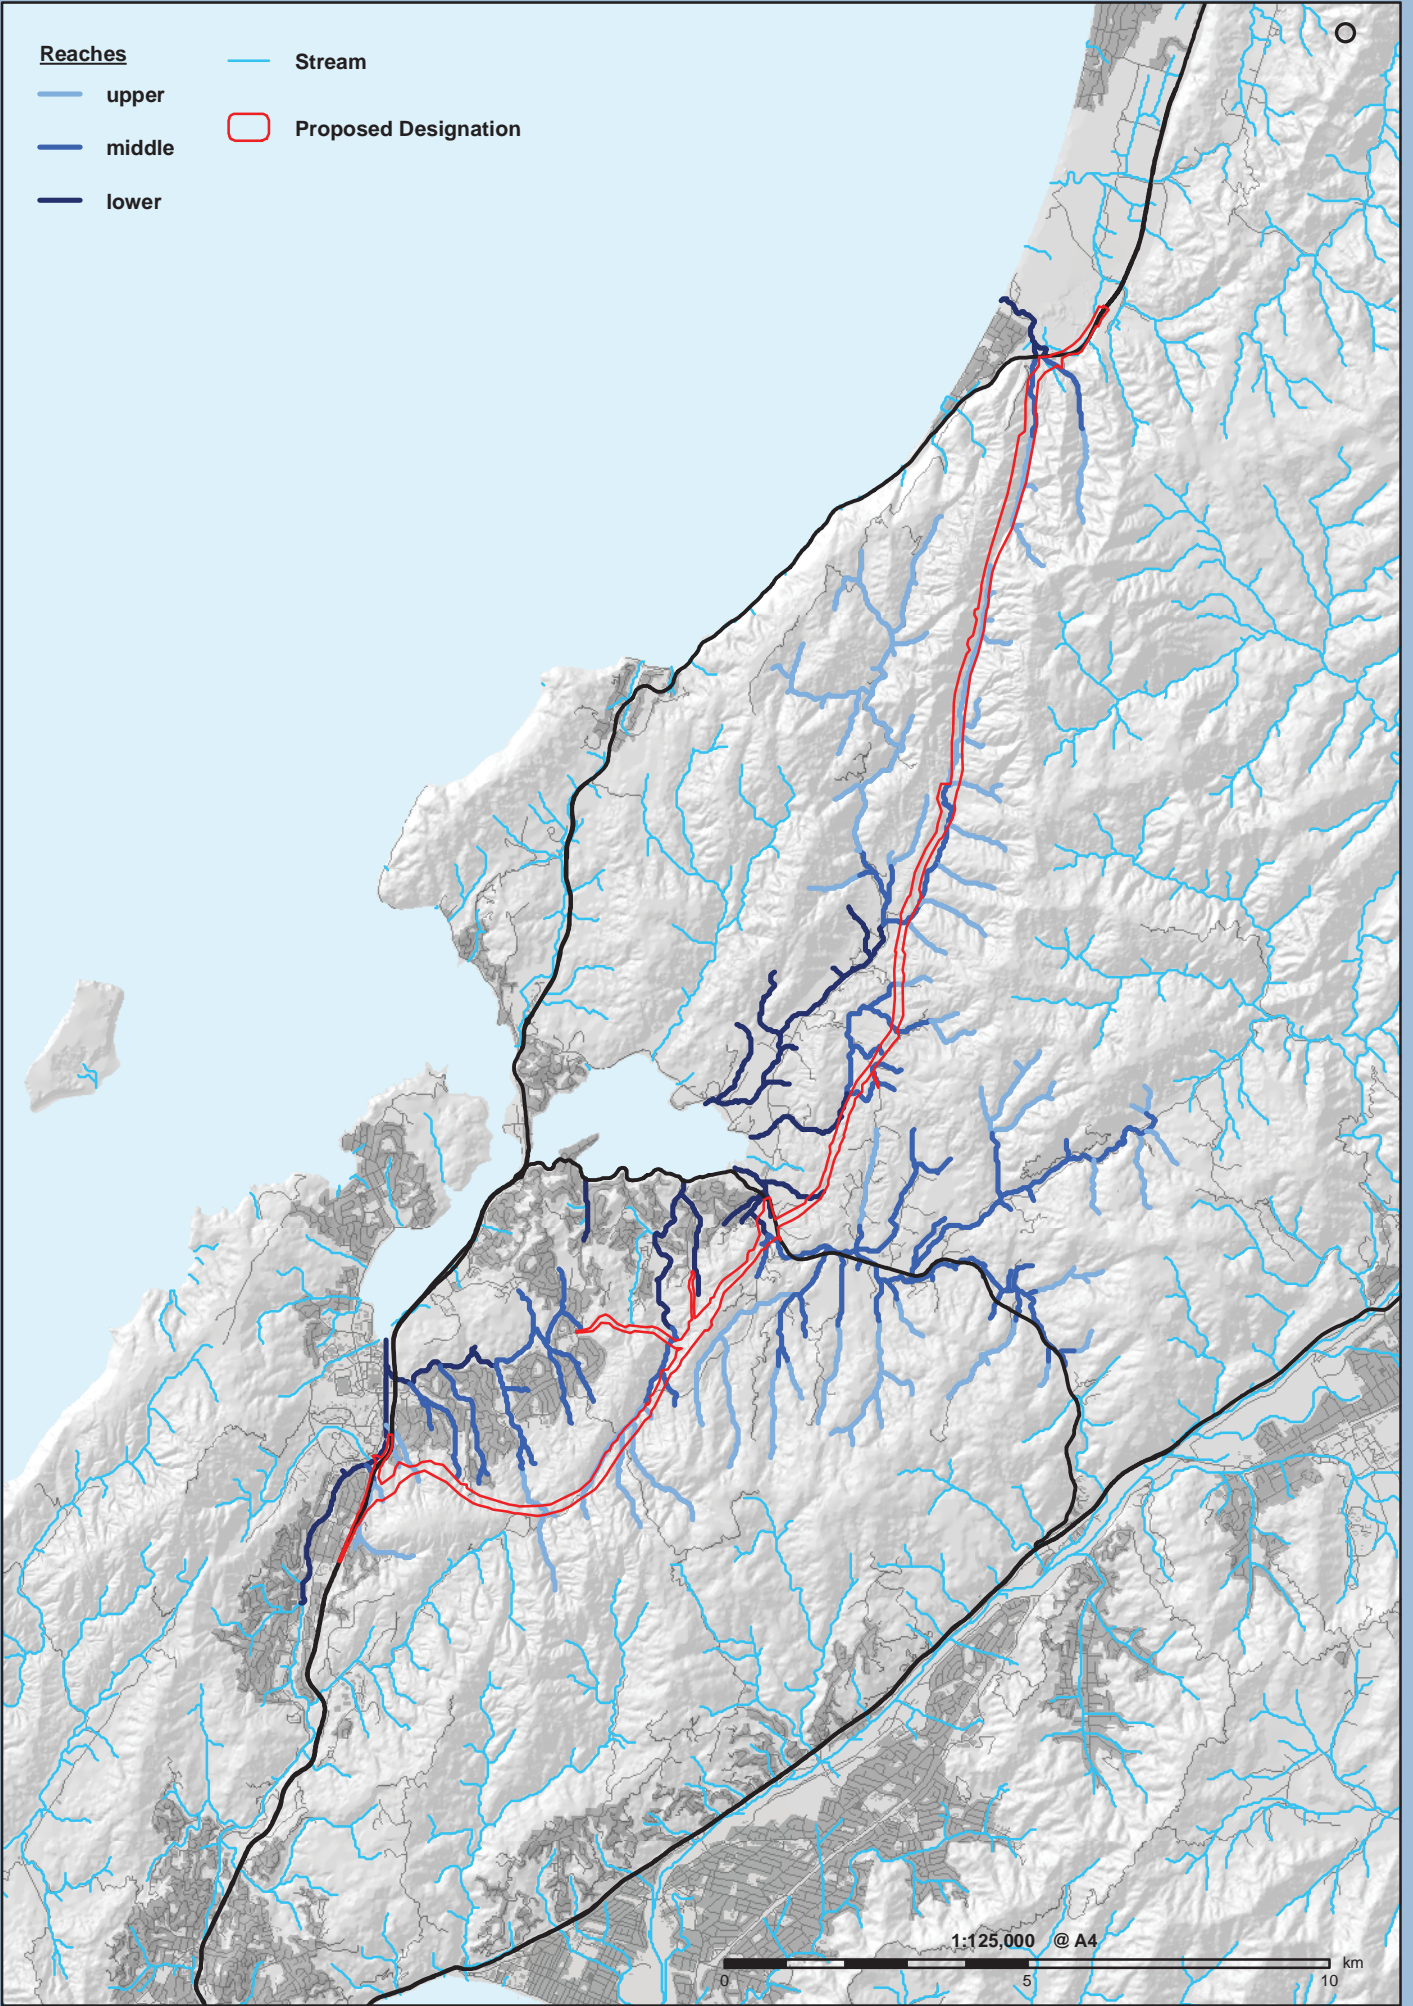 Reaches
upper
middle
lower
Stream
Proposed Designation
1:125,000 @ A4
km
0 5 10